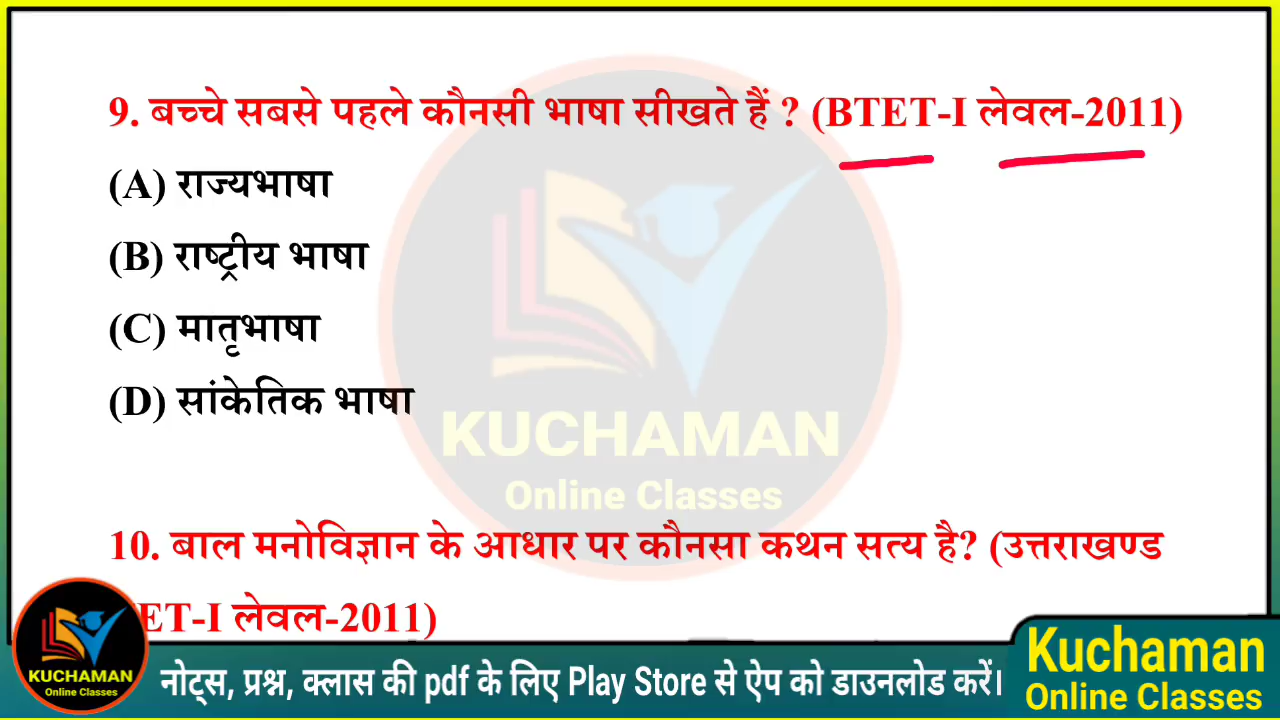 9. बच्चे सबसे पहले कौनसी भाषा सीखते हैं ? (BTET-I लेवल-2011)
(A) राज्यभाषा
(B) राष्ट्रीय भाषा
(C) मातृभाषा
(D) सांकेतिक भाषा
KUCHAMAN
Online Classes
10. बाल मनोविज्ञान के आधार पर कौनसा कथन सत्य है? (उत्तराखण्ड
ET-I लेवल-2011)
KUCHAMAN
Online Classes
नोट्स, प्रश्न, क्लास की pdf के लिए Play Store से ऐप को डाउनलोड करें।
Kuchaman
Online Classes